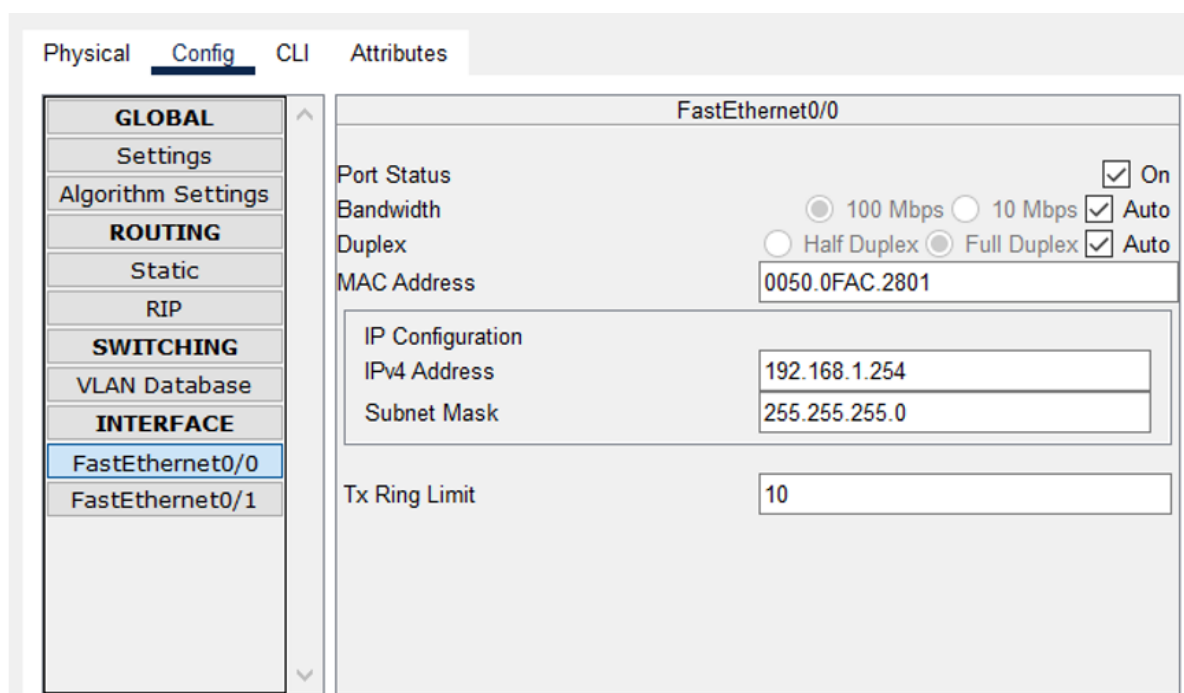 Physical Config CLI Attributes
GLOBAL
Settings
Algorithm Settings
ROUTING
Static
RIP
SWITCHING
VLAN Database
INTERFACE
FastEthernet0/0
FastEthernet0/1
FastEthernet0/0
Port Status On
Bandwidth 100 Mbps 10 Mbps Auto
Duplex Half Duplex Full Duplex Auto
MAC Address 0050.0FAC.2801
IP Configuration
IPv4 Address 192.168.1.254
Subnet Mask 255.255.255.0
Tx Ring Limit 10